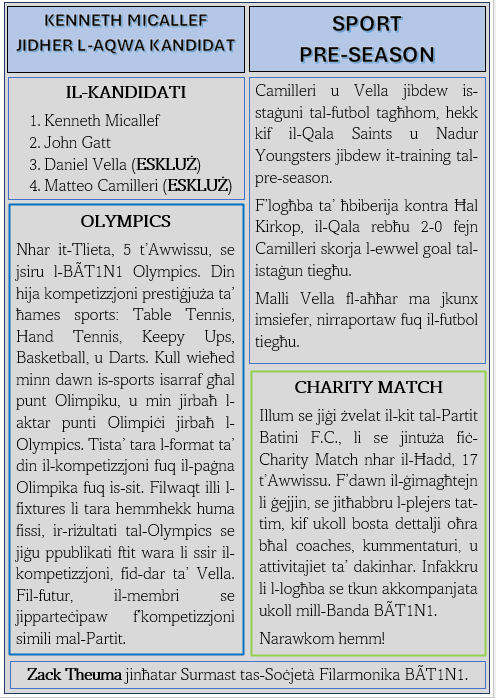 KENNETH MICALLEF
JIDHER L-AQWA KANDIDAT
IL-KANDIDATI
1. Kenneth Micallef
2. John Gatt
3. Daniel Vella (ESKLUŻ)
4. Matteo Camilleri (ESKLUŻ)
OLYMPICS
Nhar it-Tlieta, 5 t’Awwissu, se
jsiru l-BÃT1N1 Olympics. Din
hija kompetizzjoni prestiġjuża ta’
ħames sports: Table Tennis,
Hand Tennis, Keepy Ups,
Basketball, u Darts. Kull wieħed
minn dawn is-sports isarraf għal
punt Olimpiku, u min jirbaħ l-
aktar punti Olimpiċi jirbaħ l-
Olympics. Tista’ tara l-format ta’
din il-kompetizzjoni fuq il-paġna
Olimpika fuq is-sit. Filwaqt illi l-
fixtures li tara hemmhekk huma
fissi, ir-riżultati tal-Olympics se
jiġu ppublikati ftit wara li ssir il-
kompetizzjoni, fid-dar ta’ Vella.
Fil-futur, il-membri se
jipparteċipaw f’kompetizzjoni
simili mal-Partit.
SPORT
PRE-SEASON
Camilleri u Vella jibdew is-
staġuni tal-futbol tagħhom, hekk
kif il-Qala Saints u Nadur
Youngsters jibdew it-training tal-
pre-season.
F’logħba ta’ ħbiberija kontra Ħal
Kirkop, il-Qala rebħu 2-0 fejn
Camilleri skorja l-ewwel goal tal-
istaġun tiegħu.
Malli Vella fl-aħħar ma jkunx
imsiefer, nirraportaw fuq il-futbol
tiegħu.
CHARITY MATCH
Illum se jiġi żvelat il-kit tal-Partit
Batini F.C., li se jintuża fiċ-
Charity Match nhar il-Ħadd, 17
t’Awwissu. F’dawn il-ġimagħtejn
li ġejjin, se jitħabbru l-plejers tat-
tim, kif ukoll bosta dettalji oħra
bħal coaches, kummentaturi, u
attivitajiet ta’ dakinhar. Infakkru
li l-logħba se tkun akkompanjata
ukoll mill-Banda BÃT1N1.
Narawkom hemm!
Zack Theuma jinħatar Surmast tas-Soċjetà Filarmonika BÃT1N1.